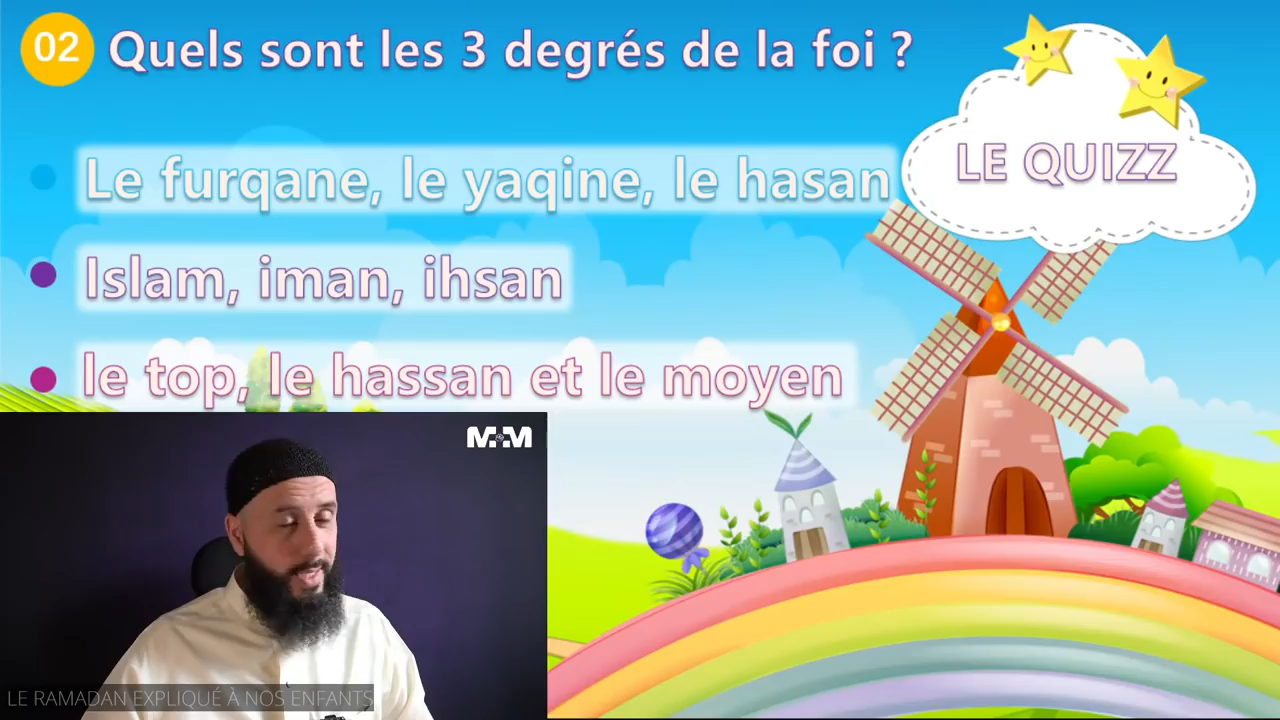 02 Quels sont les 3 degrés de la foi ?
LE QUIZZ
Le furqane, le yaqine, le hasan
Islam, iman, ihsan
le top, le hassan et le moyen
M&M
LE RAMADAN EXPLIQUÉ À NOS ENFANTS